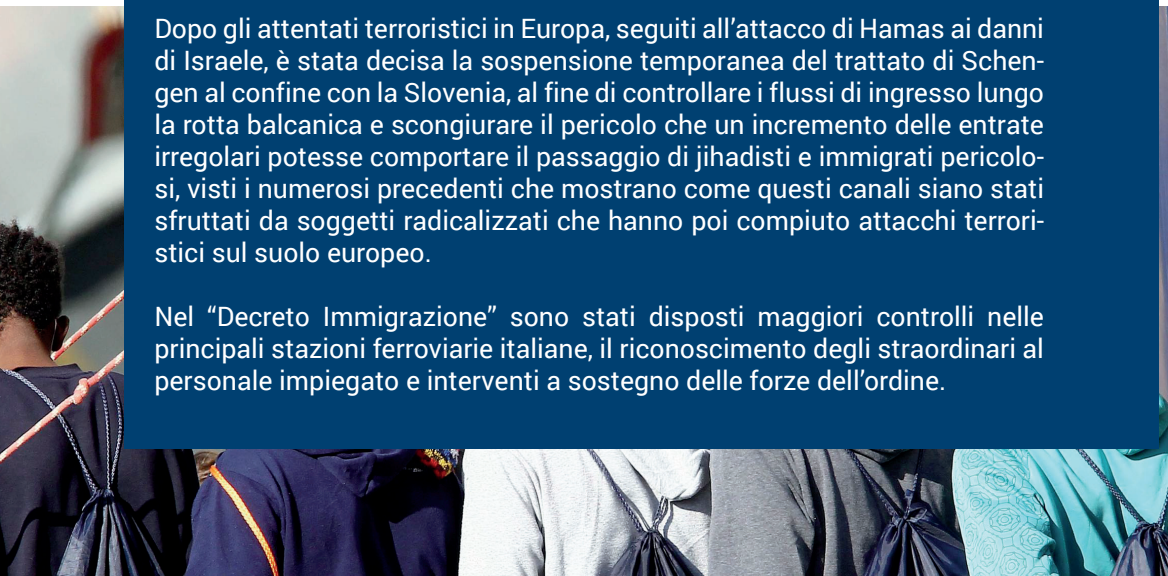 Dopo gli attentati terroristici in Europa, seguiti all’attacco di Hamas ai danni
di Israele, è stata decisa la sospensione temporanea del trattato di Schen-
gen al confine con la Slovenia, al fine di controllare i flussi di ingresso lungo
la rotta balcanica e scongiurare il pericolo che un incremento delle entrate
irregolari potesse comportare il passaggio di jihadisti e immigrati pericolo-
si, visti i numerosi precedenti che mostrano come questi canali siano stati
sfruttati da soggetti radicalizzati che hanno poi compiuto attacchi terrori-
stici sul suolo europeo.
Nel “Decreto Immigrazione” sono stati disposti maggiori controlli nelle
principali stazioni ferroviarie italiane, il riconoscimento degli straordinari al
personale impiegato e interventi a sostegno delle forze dell’ordine.